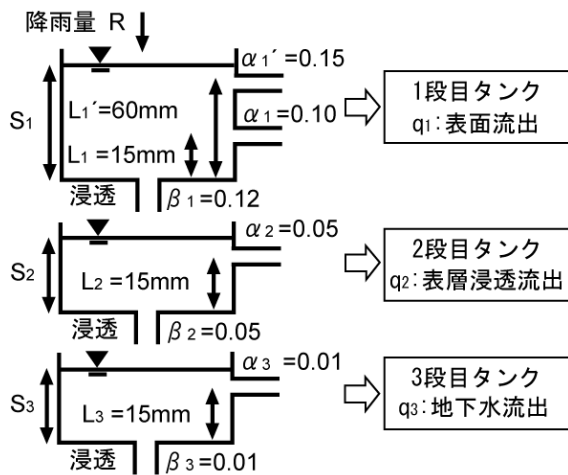 降雨量 R
α1´=0.15
S1
L1´=60mm
α1=0.10
L1 =15mm
浸透
β1=0.12
1段目タンク
q1:表面流出
α2=0.05
S2
L2 =15mm
浸透
β2=0.05
2段目タンク
q2:表層浸透流出
α3=0.01
S3
L3 =15mm
浸透
β3=0.01
3段目タンク
q3:地下水流出